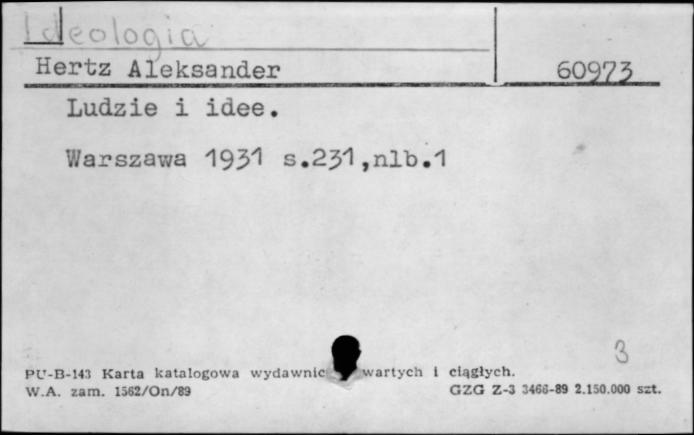 Ideologia
Hertz Aleksander 60973
Ludzie i idee.
Warszawa 1931 s.231,nlb.1
3
PU-B-143 Karta katalogowa wydawnic wartych i ciągłych.
W.A. zam. 1562/On/89 GZG Z-3 3466-89 2.150.000 szt.